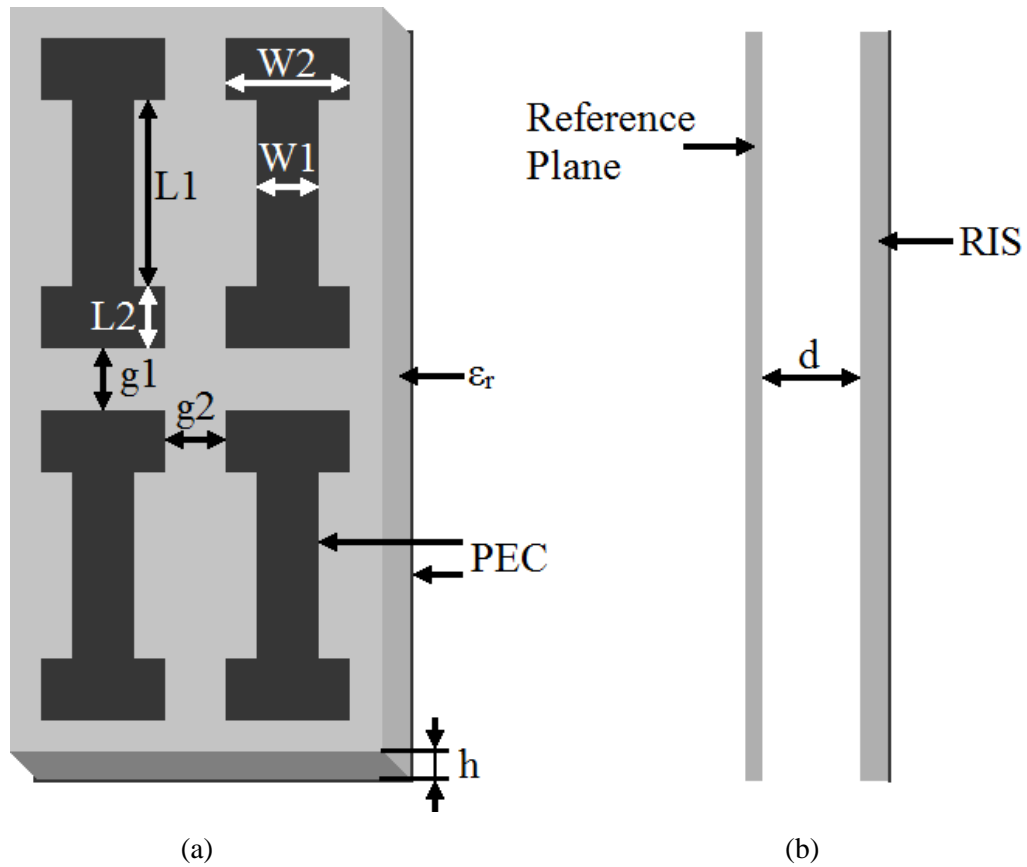 W2
W1
L1
L2
g1
g2
εr
PEC
h
Reference
Plane
RIS
d
(a)
(b)